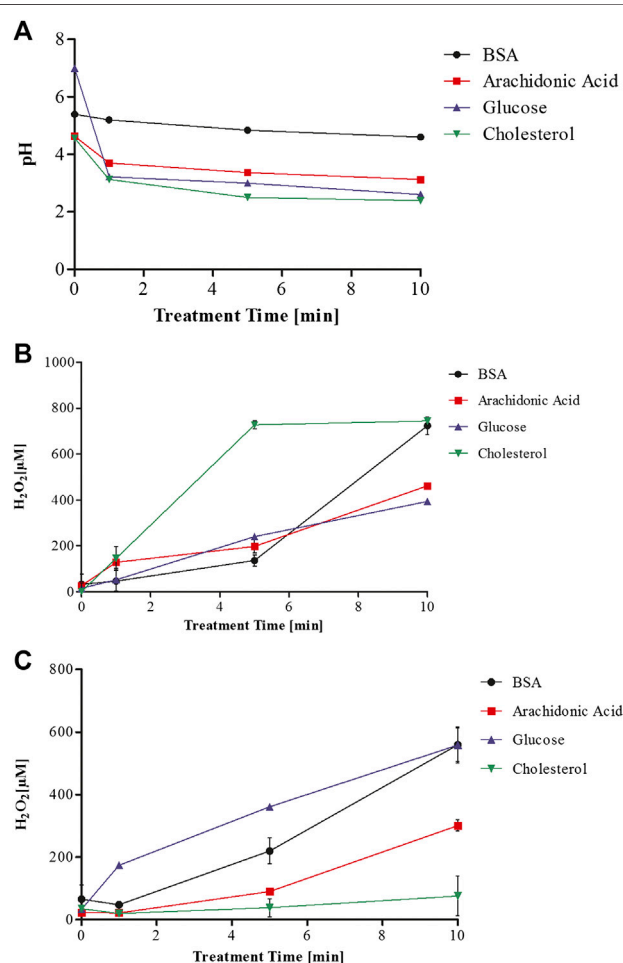 A
8
6
4
2
0
pH
0 2 4 6 8 10
Treatment Time [min]
BSA
Arachidonic Acid
Glucose
Cholesterol
B
1000
800
600
400
200
0
H₂O₂[µM]
0 2 4 6 8 10
Treatment Time [min]
BSA
Arachidonic Acid
Glucose
Cholesterol
C
800
600
400
200
0
H₂O₂[µM]
0 2 4 6 8 10
Treatment Time [min]
BSA
Arachidonic Acid
Glucose
Cholesterol